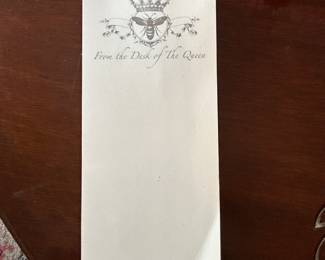 From the Desk of The Queen